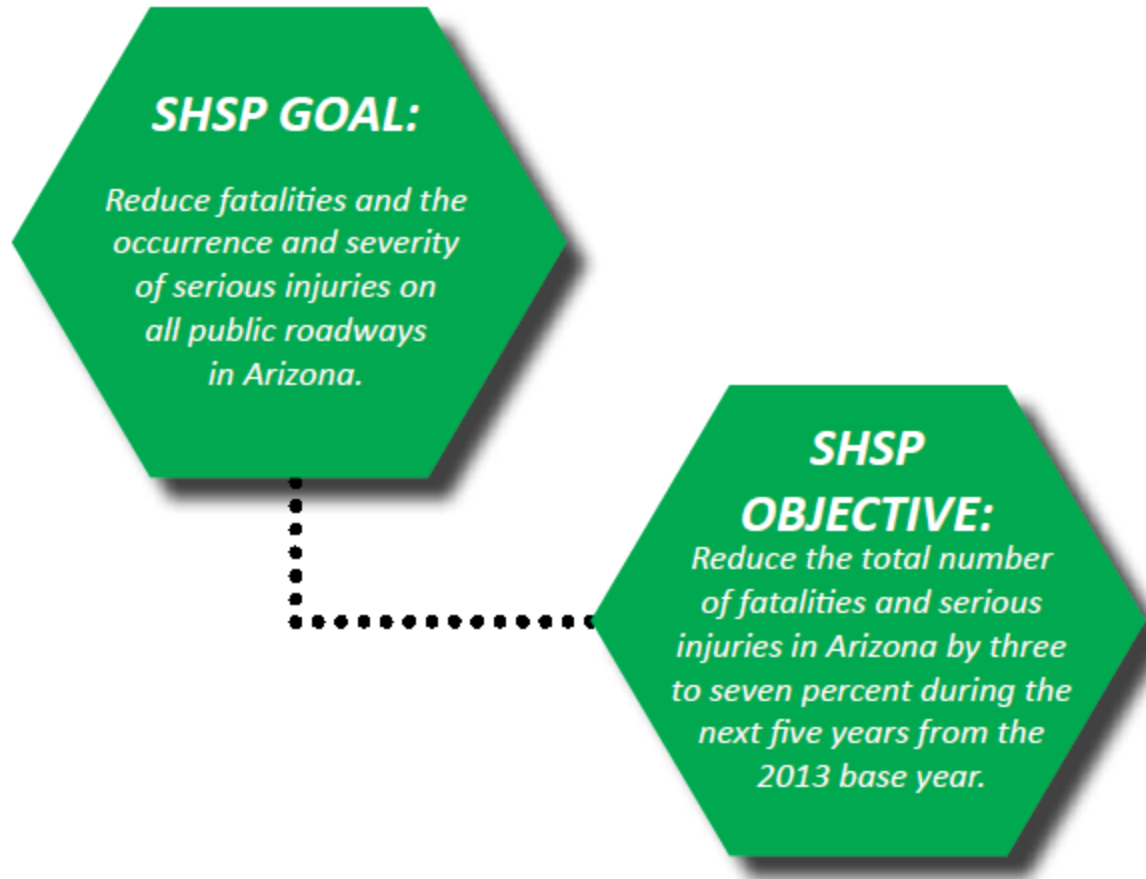 SHSP GOAL:
Reduce fatalities and the
occurrence and severity
of serious injuries on
all public roadways
in Arizona.
SHSP
OBJECTIVE:
Reduce the total number
of fatalities and serious
injuries in Arizona by three
to seven percent during the
next five years from the
2013 base year.